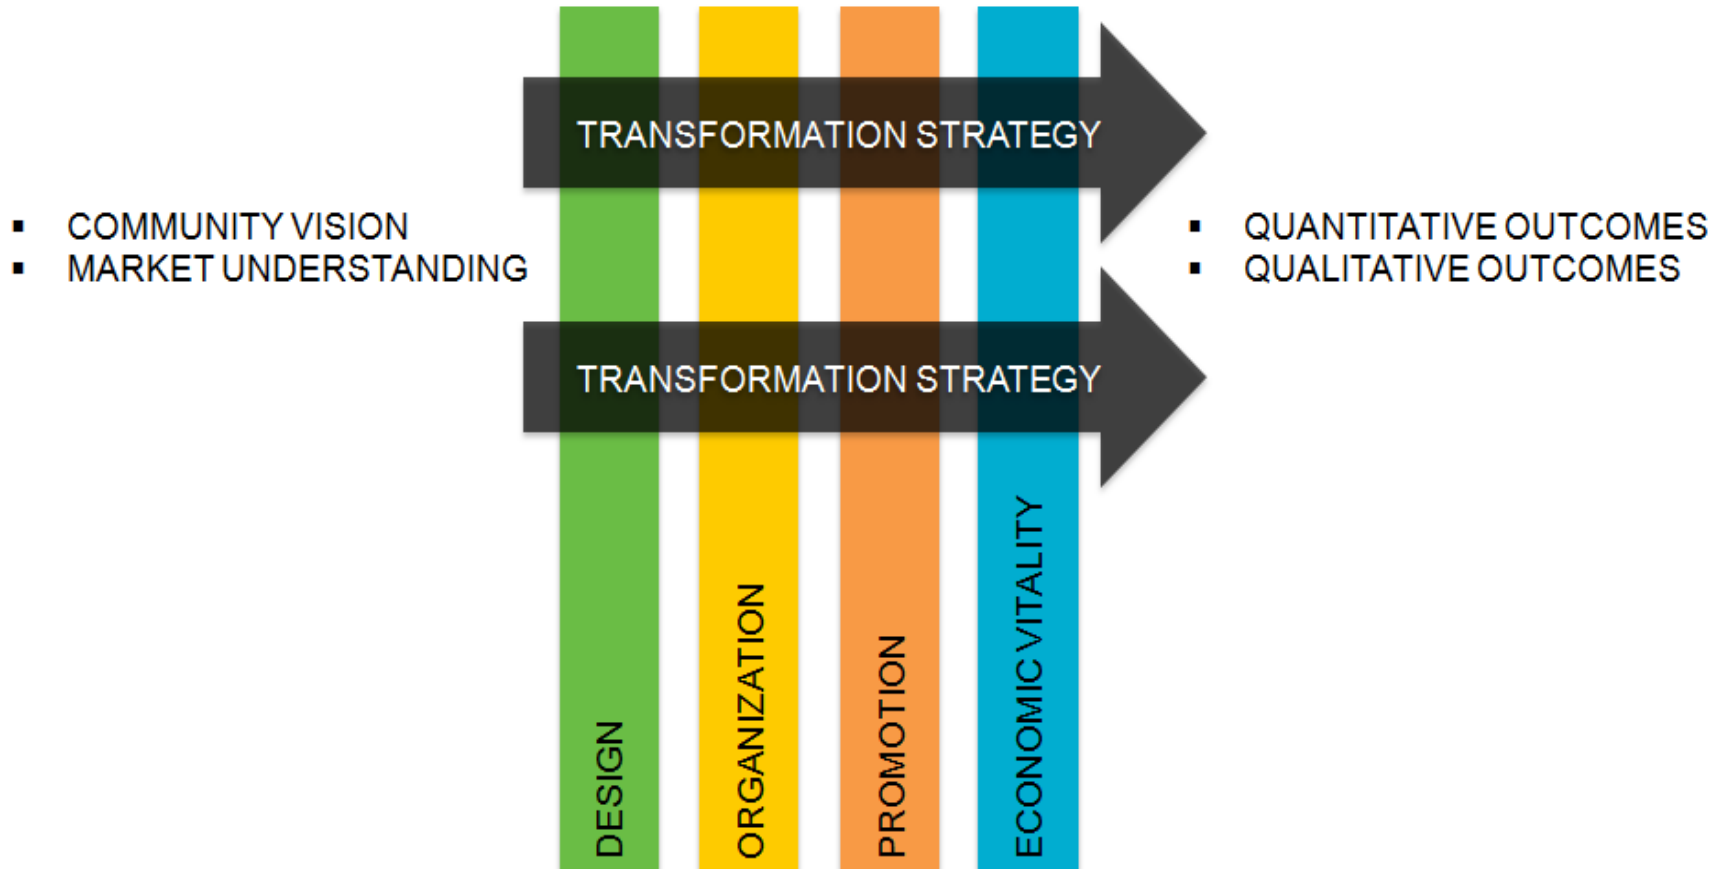 TRANSFORMATION STRATEGY
▪ COMMUNITY VISION
▪ MARKET UNDERSTANDING
▪ QUANTITATIVE OUTCOMES
▪ QUALITATIVE OUTCOMES
TRANSFORMATION STRATEGY
DESIGN
ORGANIZATION
PROMOTION
ECONOMIC VITALITY